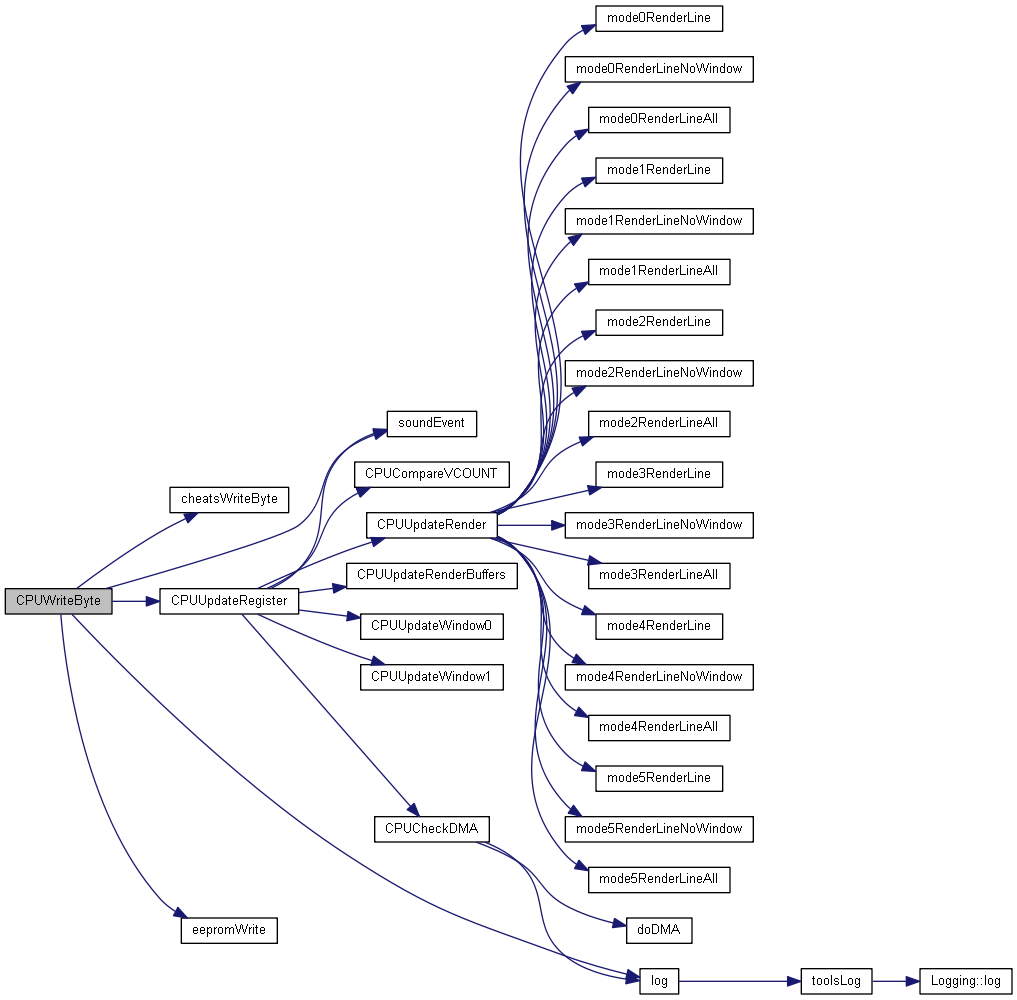 mode0RenderLine
mode0RenderLineNoWindow
mode0RenderLineAll
mode1RenderLine
mode1RenderLineNoWindow
mode1RenderLineAll
mode2RenderLine
mode2RenderLineNoWindow
mode2RenderLineAll
soundEvent
CPUCompareVCOUNT
mode3RenderLine
cheatsWriteByte
CPUUpdateRender
mode3RenderLineNoWindow
CPUUpdateRenderBuffers
mode3RenderLineAll
CPUWriteByte
CPUUpdateRegister
CPUUpdateWindow0
mode4RenderLine
CPUUpdateWindow1
mode4RenderLineNoWindow
mode4RenderLineAll
mode5RenderLine
CPUCheckDMA
mode5RenderLineNoWindow
mode5RenderLineAll
eepromWrite
doDMA
log
toolsLog
Logging::log